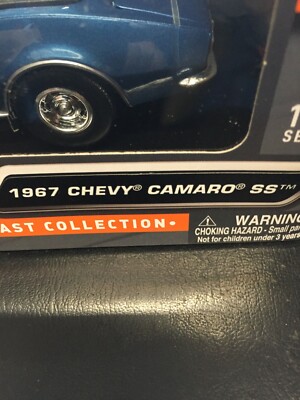 1967 CHEVY® CAMARO® SS™
AST COLLECTION•
WARNING
CHOKING HAZARD - Small pa
Not for children under 3 years